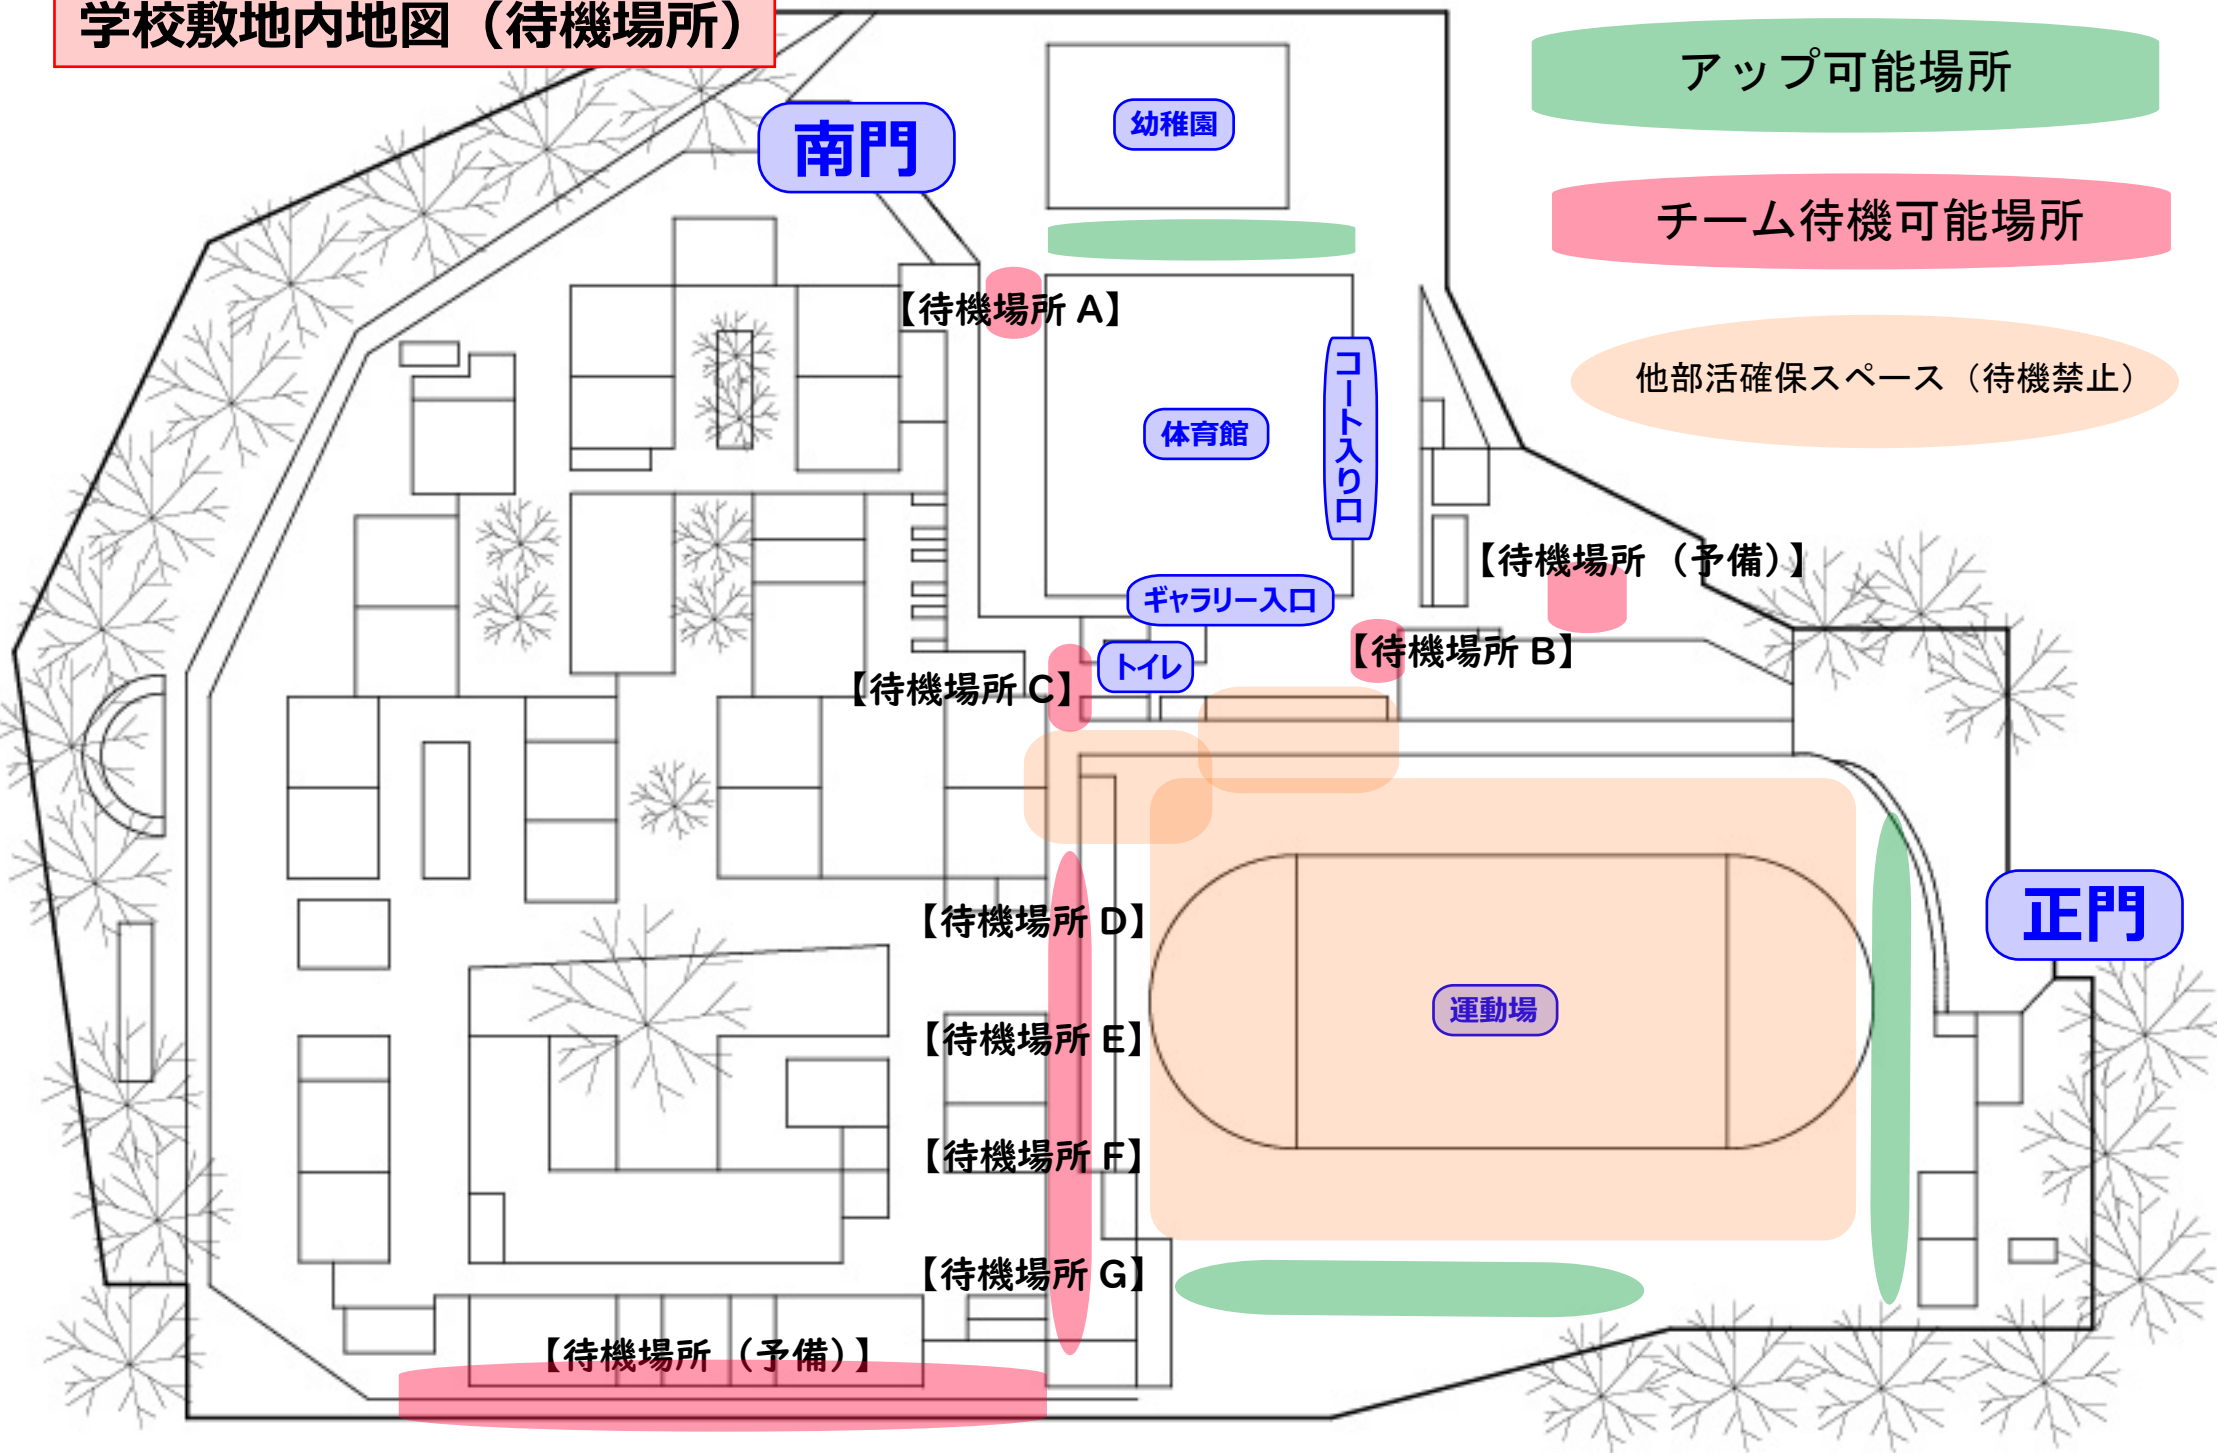 学校敷地内地図（待機場所）
アップ可能場所
チーム待機可能場所
他部活確保スペース（待機禁止）
南門
幼稚園
【待機場所 A】
体育館
コート入り口
【待機場所（予備）】
ギャラリー入口
【待機場所 B】
トイレ
【待機場所 C】
正門
【待機場所 D】
運動場
【待機場所 E】
【待機場所 F】
【待機場所 G】
【待機場所（予備）】